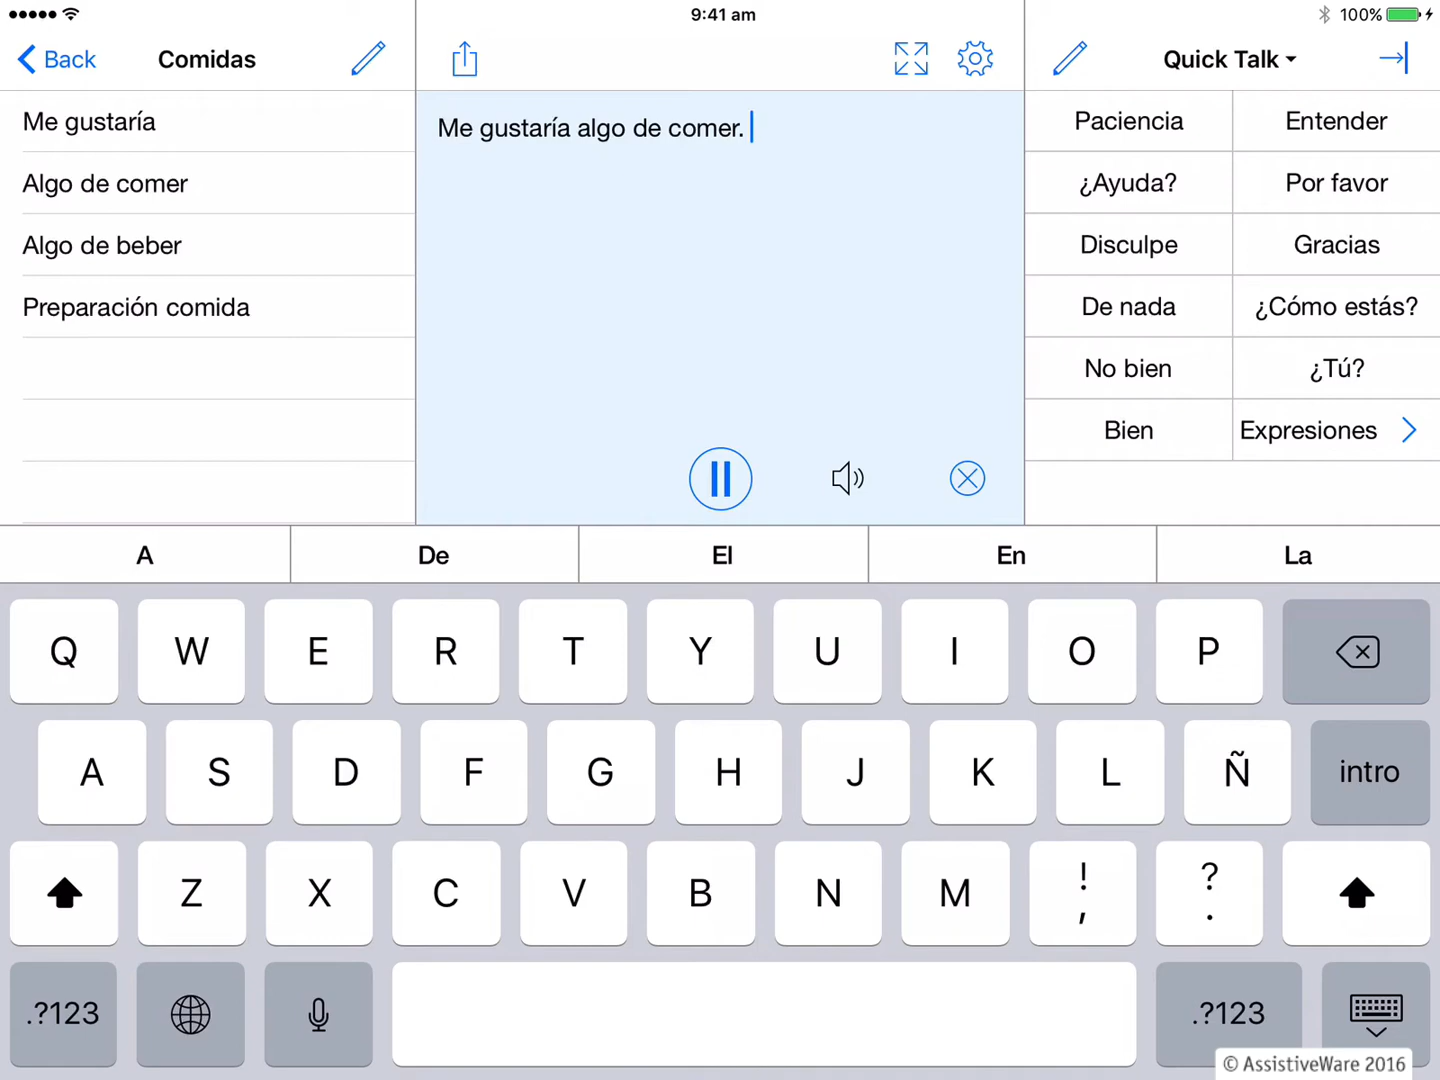 9:41 am
100%
Back
Comidas
Quick Talk
Me gustaría
Algo de comer
Algo de beber
Preparación comida
Me gustaría algo de comer.
Paciencia
Entender
¿Ayuda?
Por favor
Disculpe
Gracias
De nada
¿Cómo estás?
No bien
¿Tú?
Bien
Expresiones
A De El En La
Q W E R T Y U I O P
A S D F G H J K L Ñ intro
Z X C V B N M ! , ? .
.?123 .?123
© AssistiveWare 2016